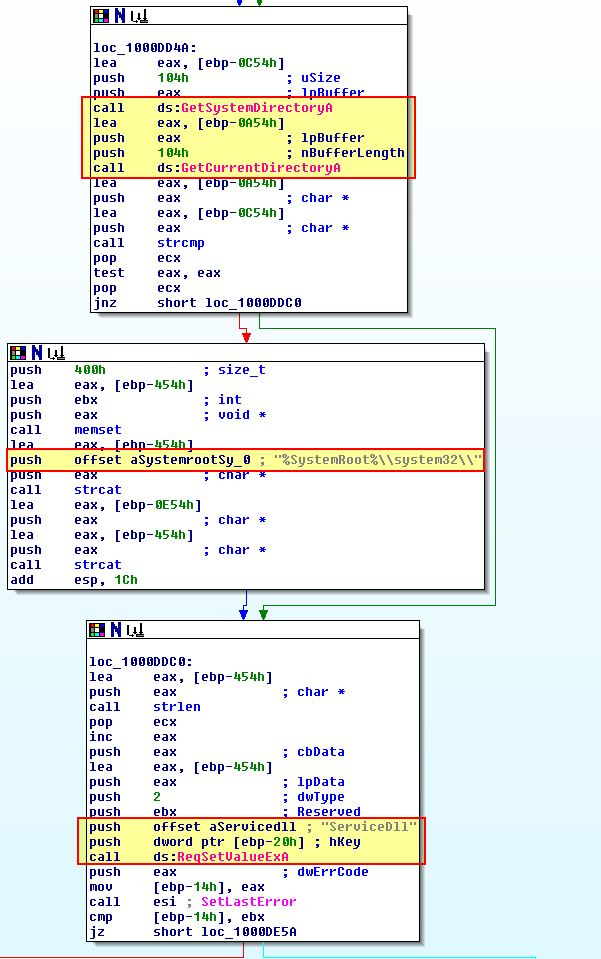 loc_1000DD4A:
lea eax, [ebp-0C54h]
push 104h ; uSize
push eax ; lpBuffer
call ds:GetSystemDirectoryA
lea eax, [ebp-0A54h]
push eax ; lpBuffer
push 104h ; nBufferLength
call ds:GetCurrentDirectoryA
lea eax, [ebp-0A54h]
push eax ; char *
lea eax, [ebp-0C54h]
push eax ; char *
call strcmp
pop ecx
test eax, eax
pop ecx
jnz short loc_1000DDC0
push 400h ; size_t
lea eax, [ebp-454h]
push ebx ; int
push eax ; void *
call memset
lea eax, [ebp-454h]
push offset aSystemrootSy_0 ; "%SystemRoot%\\system32\\"
push eax ; char *
call strcat
lea eax, [ebp-0E54h]
push eax ; char *
lea eax, [ebp-454h]
push eax ; char *
call strcat
add esp, 1Ch
loc_1000DDC0:
lea eax, [ebp-454h]
push eax ; char *
call strlen
pop ecx
inc eax
push eax ; cbData
lea eax, [ebp-454h]
push eax ; lpData
push 2 ; dwType
push ebx ; Reserved
push offset aServicedll ; "ServiceDll"
push dword ptr [ebp-20h] ; hKey
call ds:RegSetValueExA
push eax ; dwErrCode
mov [ebp-14h], eax
call esi ; SetLastError
cmp [ebp-14h], ebx
jz short loc_1000DE5A